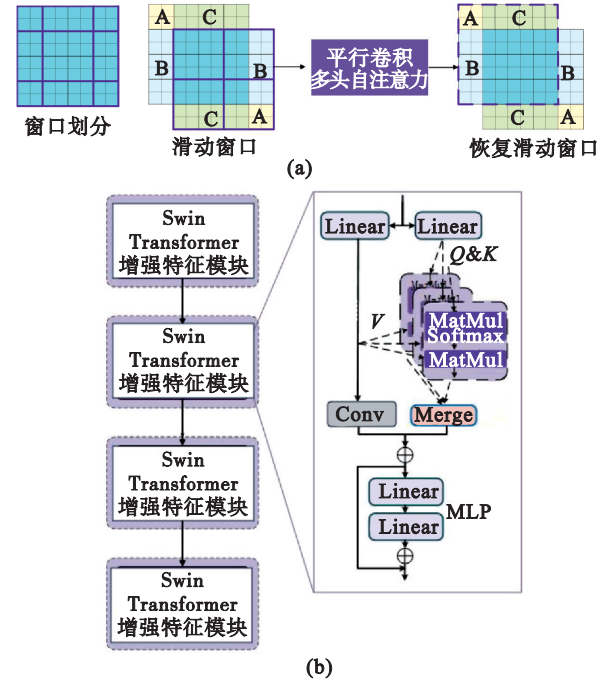 A
C
B
B
C
A
窗口划分
滑动窗口
平行卷积
多头自注意力
A
C
B
B
C
A
恢复滑动窗口
(a)
Swin
Transformer
增强特征模块
Swin
Transformer
增强特征模块
Swin
Transformer
增强特征模块
Swin
Transformer
增强特征模块
Linear
Linear
Q&K
V
MatMul
Softmax
MatMul
Conv
Merge
Linear
Linear
MLP
(b)